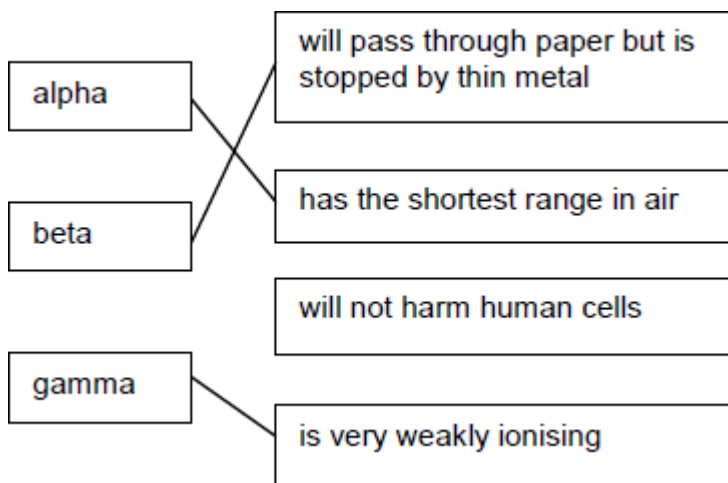 alpha
beta
gamma
will pass through paper but is
stopped by thin metal
has the shortest range in air
will not harm human cells
is very weakly ionising